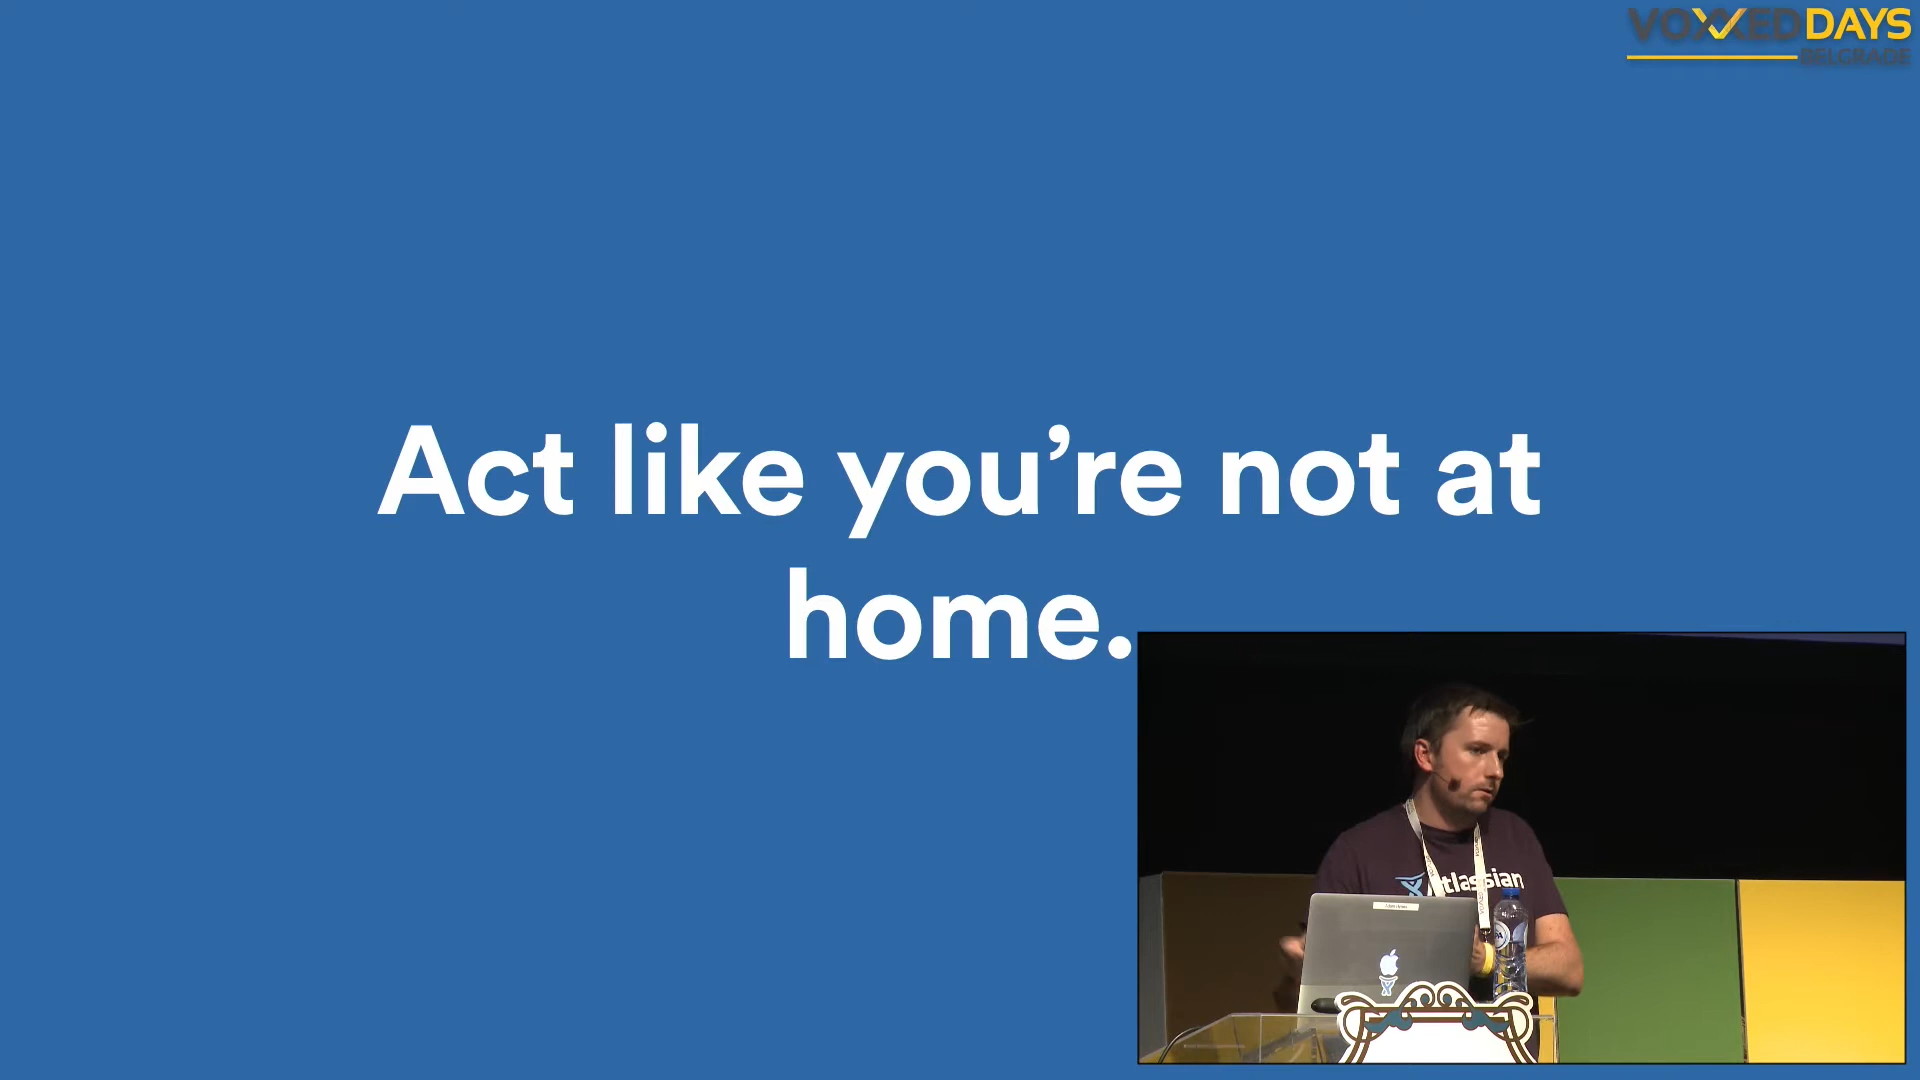 VOXXED DAYS
BELGRADE
Act like you’re not at
home.
Atlassian